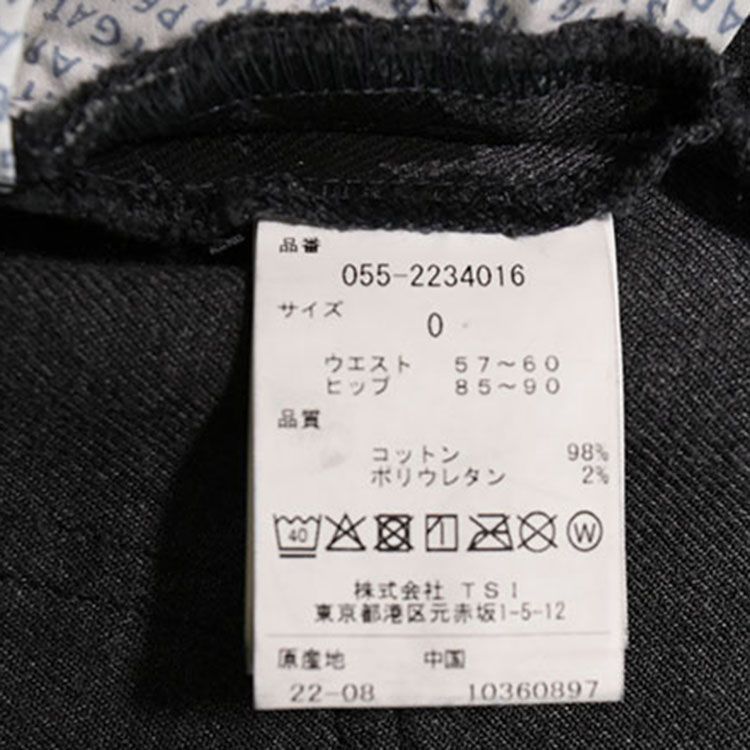 品番
055-2234016
サイズ
0
ウエスト 57～60
ヒップ 85～90
品質
コットン 98%
ポリウレタン 2%
40 W
株式会社 TSI
東京都港区元赤坂1-5-12
原産地 中国
22-08 10360897